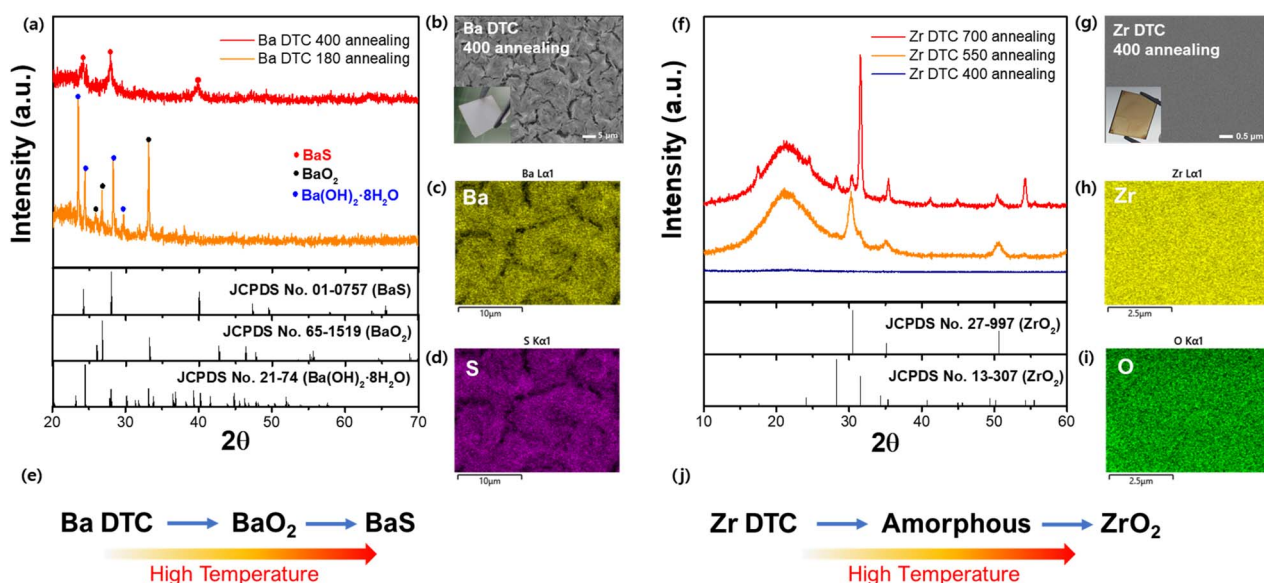 (a)
Ba DTC 400 annealing
Ba DTC 180 annealing
BaS
BaO₂
Ba(OH)₂·8H₂O
Intensity (a.u.)
JCPDS No. 01-0757 (BaS)
JCPDS No. 65-1519 (BaO₂)
JCPDS No. 21-74 (Ba(OH)₂·8H₂O)
20 30 40 50 60 70
2θ
(b)
Ba DTC
400 annealing
5 μm
(c)
Ba Lα1
Ba
10μm
(d)
S Kα1
S
10μm
(e)
Ba DTC BaO₂ BaS
High Temperature
(f)
Zr DTC 700 annealing
Zr DTC 550 annealing
Zr DTC 400 annealing
Intensity (a.u.)
JCPDS No. 27-997 (ZrO₂)
JCPDS No. 13-307 (ZrO₂)
10 20 30 40 50 60
2θ
(g)
Zr DTC
400 annealing
0.5 μm
(h)
Zr Lα1
Zr
2.5μm
(i)
O Kα1
O
2.5μm
(j)
Zr DTC Amorphous ZrO₂
High Temperature